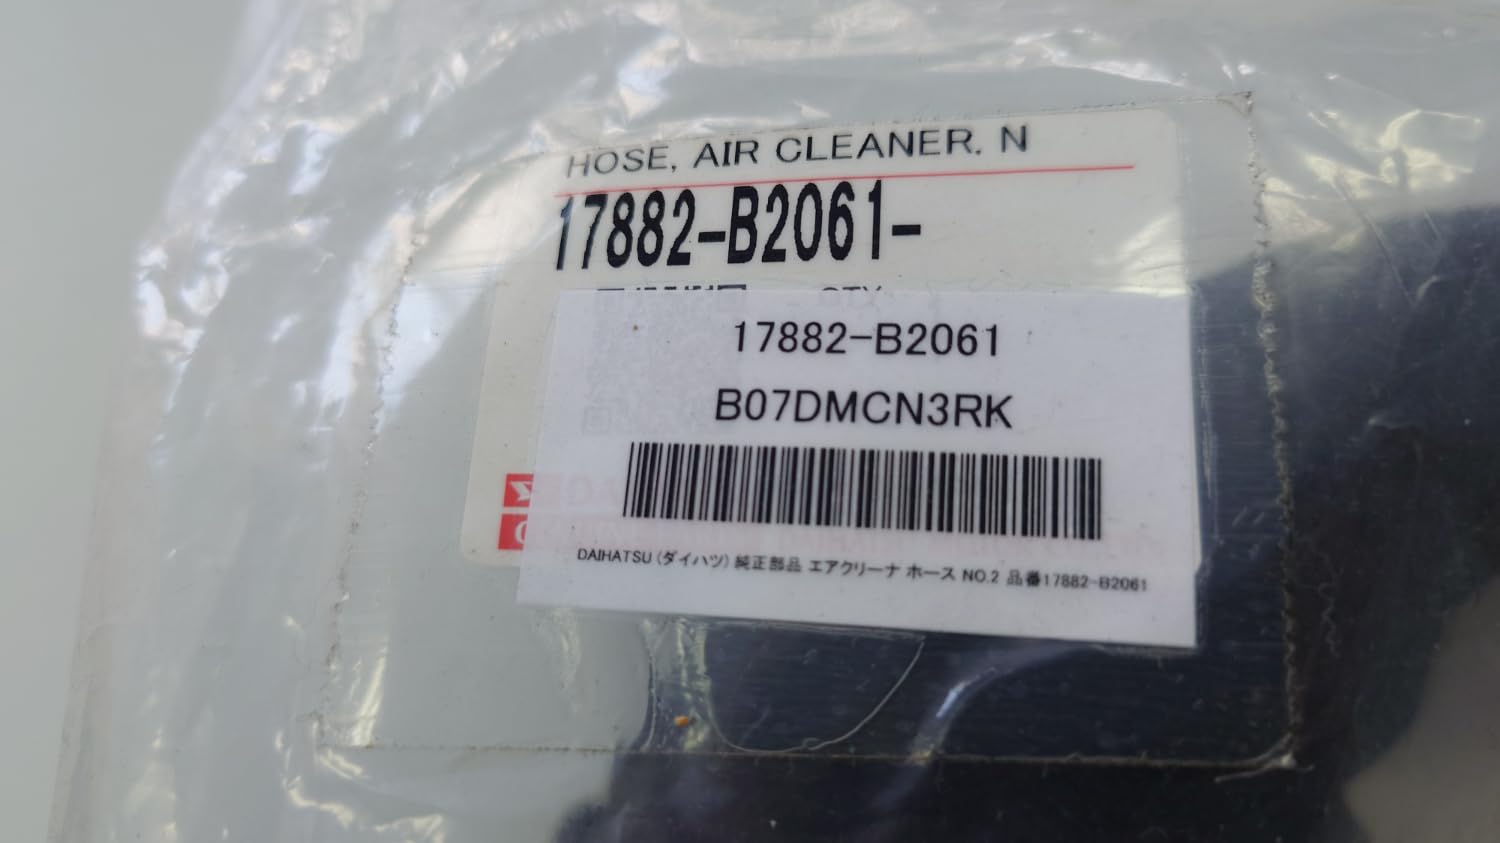 HOSE, AIR CLEANER, N
17882-B2061-
17882-B2061
B07DMCN3RK
DAIHATSU (ダイハツ) 純正部品 エアクリーナ ホース NO.2 品番17882-B2061